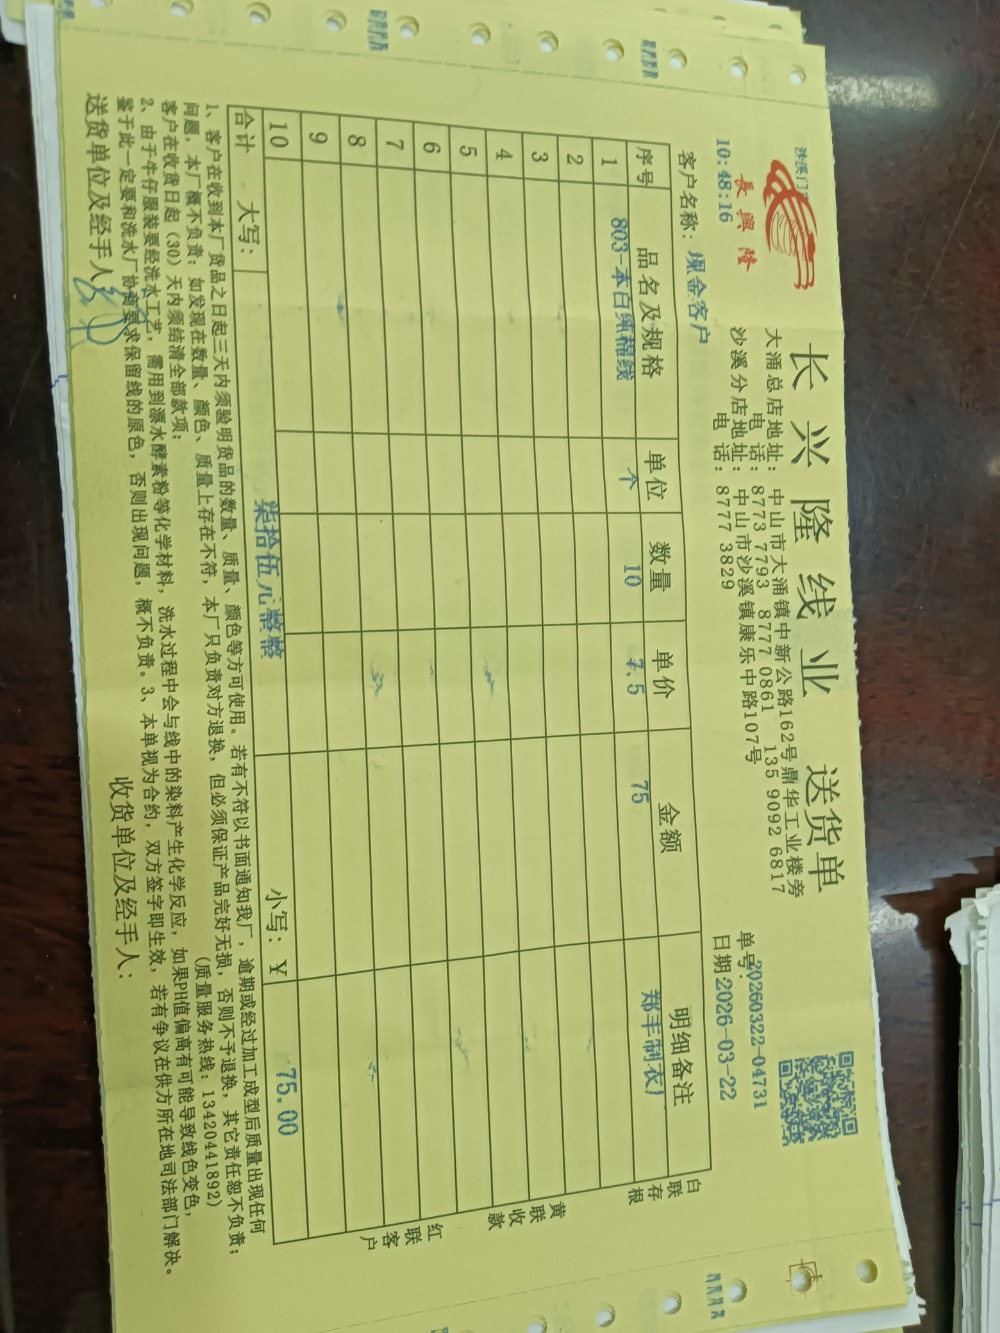 沙溪门
長興隆
10:48:16
长兴隆线业 送货单
大涌总店地址: 中山市大涌镇中新公路162号鼎华工业楼旁
电 话: 8773 7793 8777 0861 135 9092 6817
沙溪分店地址: 中山市沙溪镇康乐中路107号
电 话: 8777 3829
单号: 20260322-04731
日期: 2026-03-22
客户名称: 现金客户
序号 品名及规格 单位 数量 单价 金额 明细备注
1 803-本白纯棉线 个 10 7.5 75 郑丰制衣厂
2
3
4
5
6
7
8
9
10
合计 大写: 柒拾伍元整整 小写: ¥ 75.00
白联存根
黄联收款
红联客户
1、客户在收到本厂货品之日起三天内须验明货品的数量、质量、颜色等方可使用。若有不符以书面通知我厂, 逾期或经过加工成型后质量出现任何
问题, 本厂概不负责; 如发现在数量、颜色、质量上存在不符, 本厂只负责对方退换, 但必须保证产品完好无损, 否则不予退换, 其它责任恕不负责;
客户在收货日起 (30) 天内须结清全部款项; (质量服务热线: 13420441892)
2、由于牛仔服装要经洗水工艺, 需用到漂水酵素粉等化学材料, 洗水过程中会与线中的染料产生化学反应, 如果PH值偏高有可能导致线色变色,
鉴于此一定要和洗水厂协商要求保留线的原色, 否则出现问题, 概不负责。3、本单视为合约, 双方签字即生效, 若有争议在供方所在地司法部门解决。
送货单位及经手人: 收货单位及经手人: